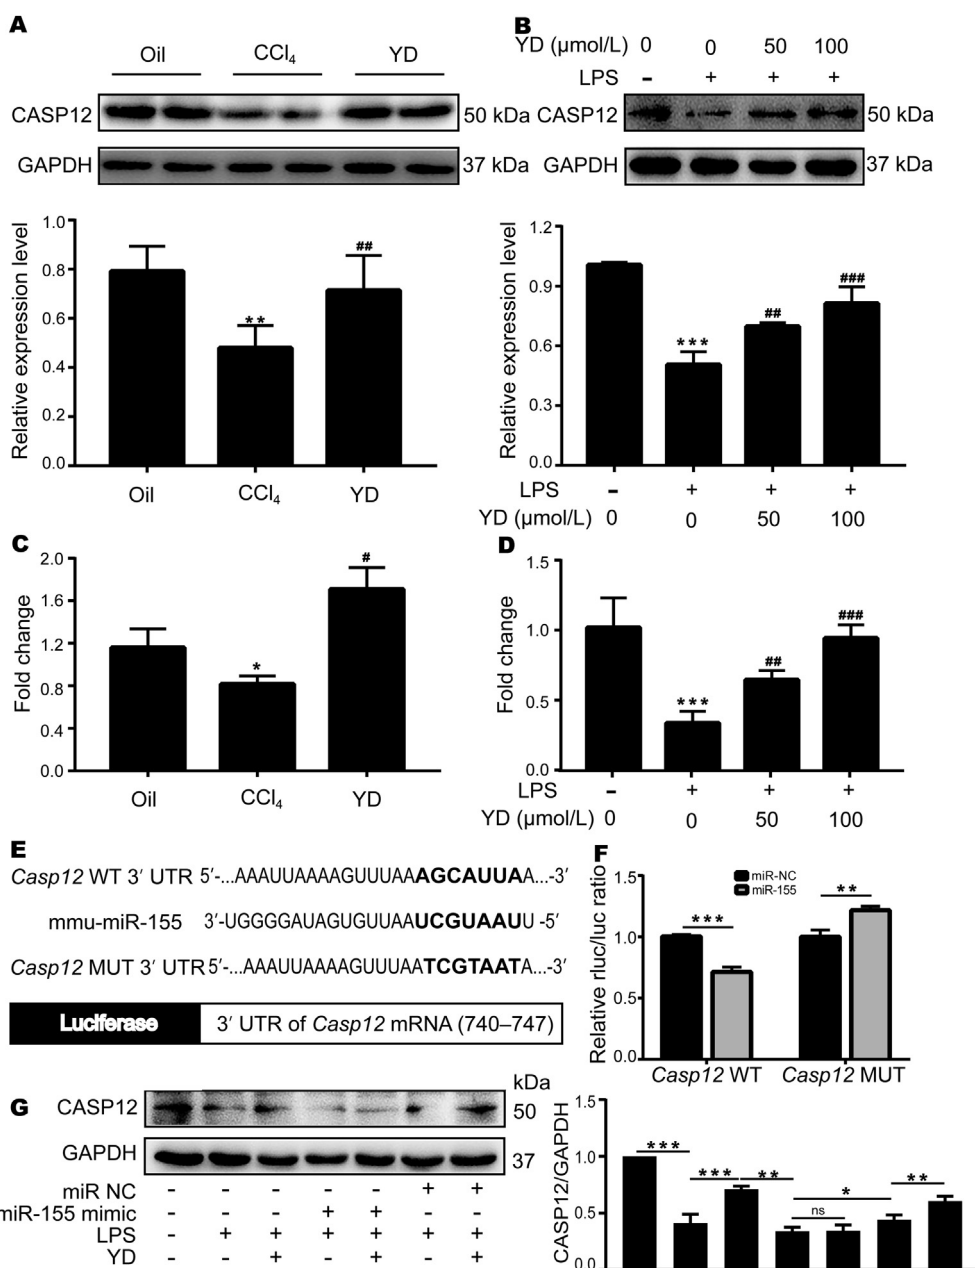 A
Oil CCl4 YD
CASP12 50 kDa
GAPDH 37 kDa
Relative expression level
1.0
0.8
0.6
0.4
0.2
0.0
** ##
Oil CCl4 YD
B
YD (μmol/L) 0 0 50 100
LPS - + + +
CASP12 50 kDa
GAPDH 37 kDa
Relative expression level
1.2
0.9
0.6
0.3
0.0
*** ## ###
LPS - + + +
YD (μmol/L) 0 0 50 100
C
Fold change
2.0
1.6
1.2
0.8
0.4
0.0
* #
Oil CCl4 YD
D
Fold change
1.5
1.0
0.5
0.0
*** ## ###
LPS - + + +
YD (μmol/L) 0 0 50 100
E
Casp12 WT 3′ UTR 5′-...AAAUUAAAAGUUUAAAGCAUUAA...-3′
mmu-miR-155 3′-UGGGGAUAGUGUUAAUCGUAAUU -5′
Casp12 MUT 3′ UTR 5′-...AAAUUAAAAGUUUAATCGTAATA...-3′
Luciferase 3′ UTR of Casp12 mRNA (740–747)
F
Relative rluc/luc ratio
1.5
1.0
0.5
0.0
miR-NC
miR-155
*** **
Casp12 WT Casp12 MUT
G
kDa
CASP12 50
GAPDH 37
miR NC - - - - - + +
miR-155 mimic - - - + + - -
LPS - + + + + + +
YD - - + - + - +
CASP12/GAPDH
1.5
1.0
0.5
0.0
*** *** ** ns * **